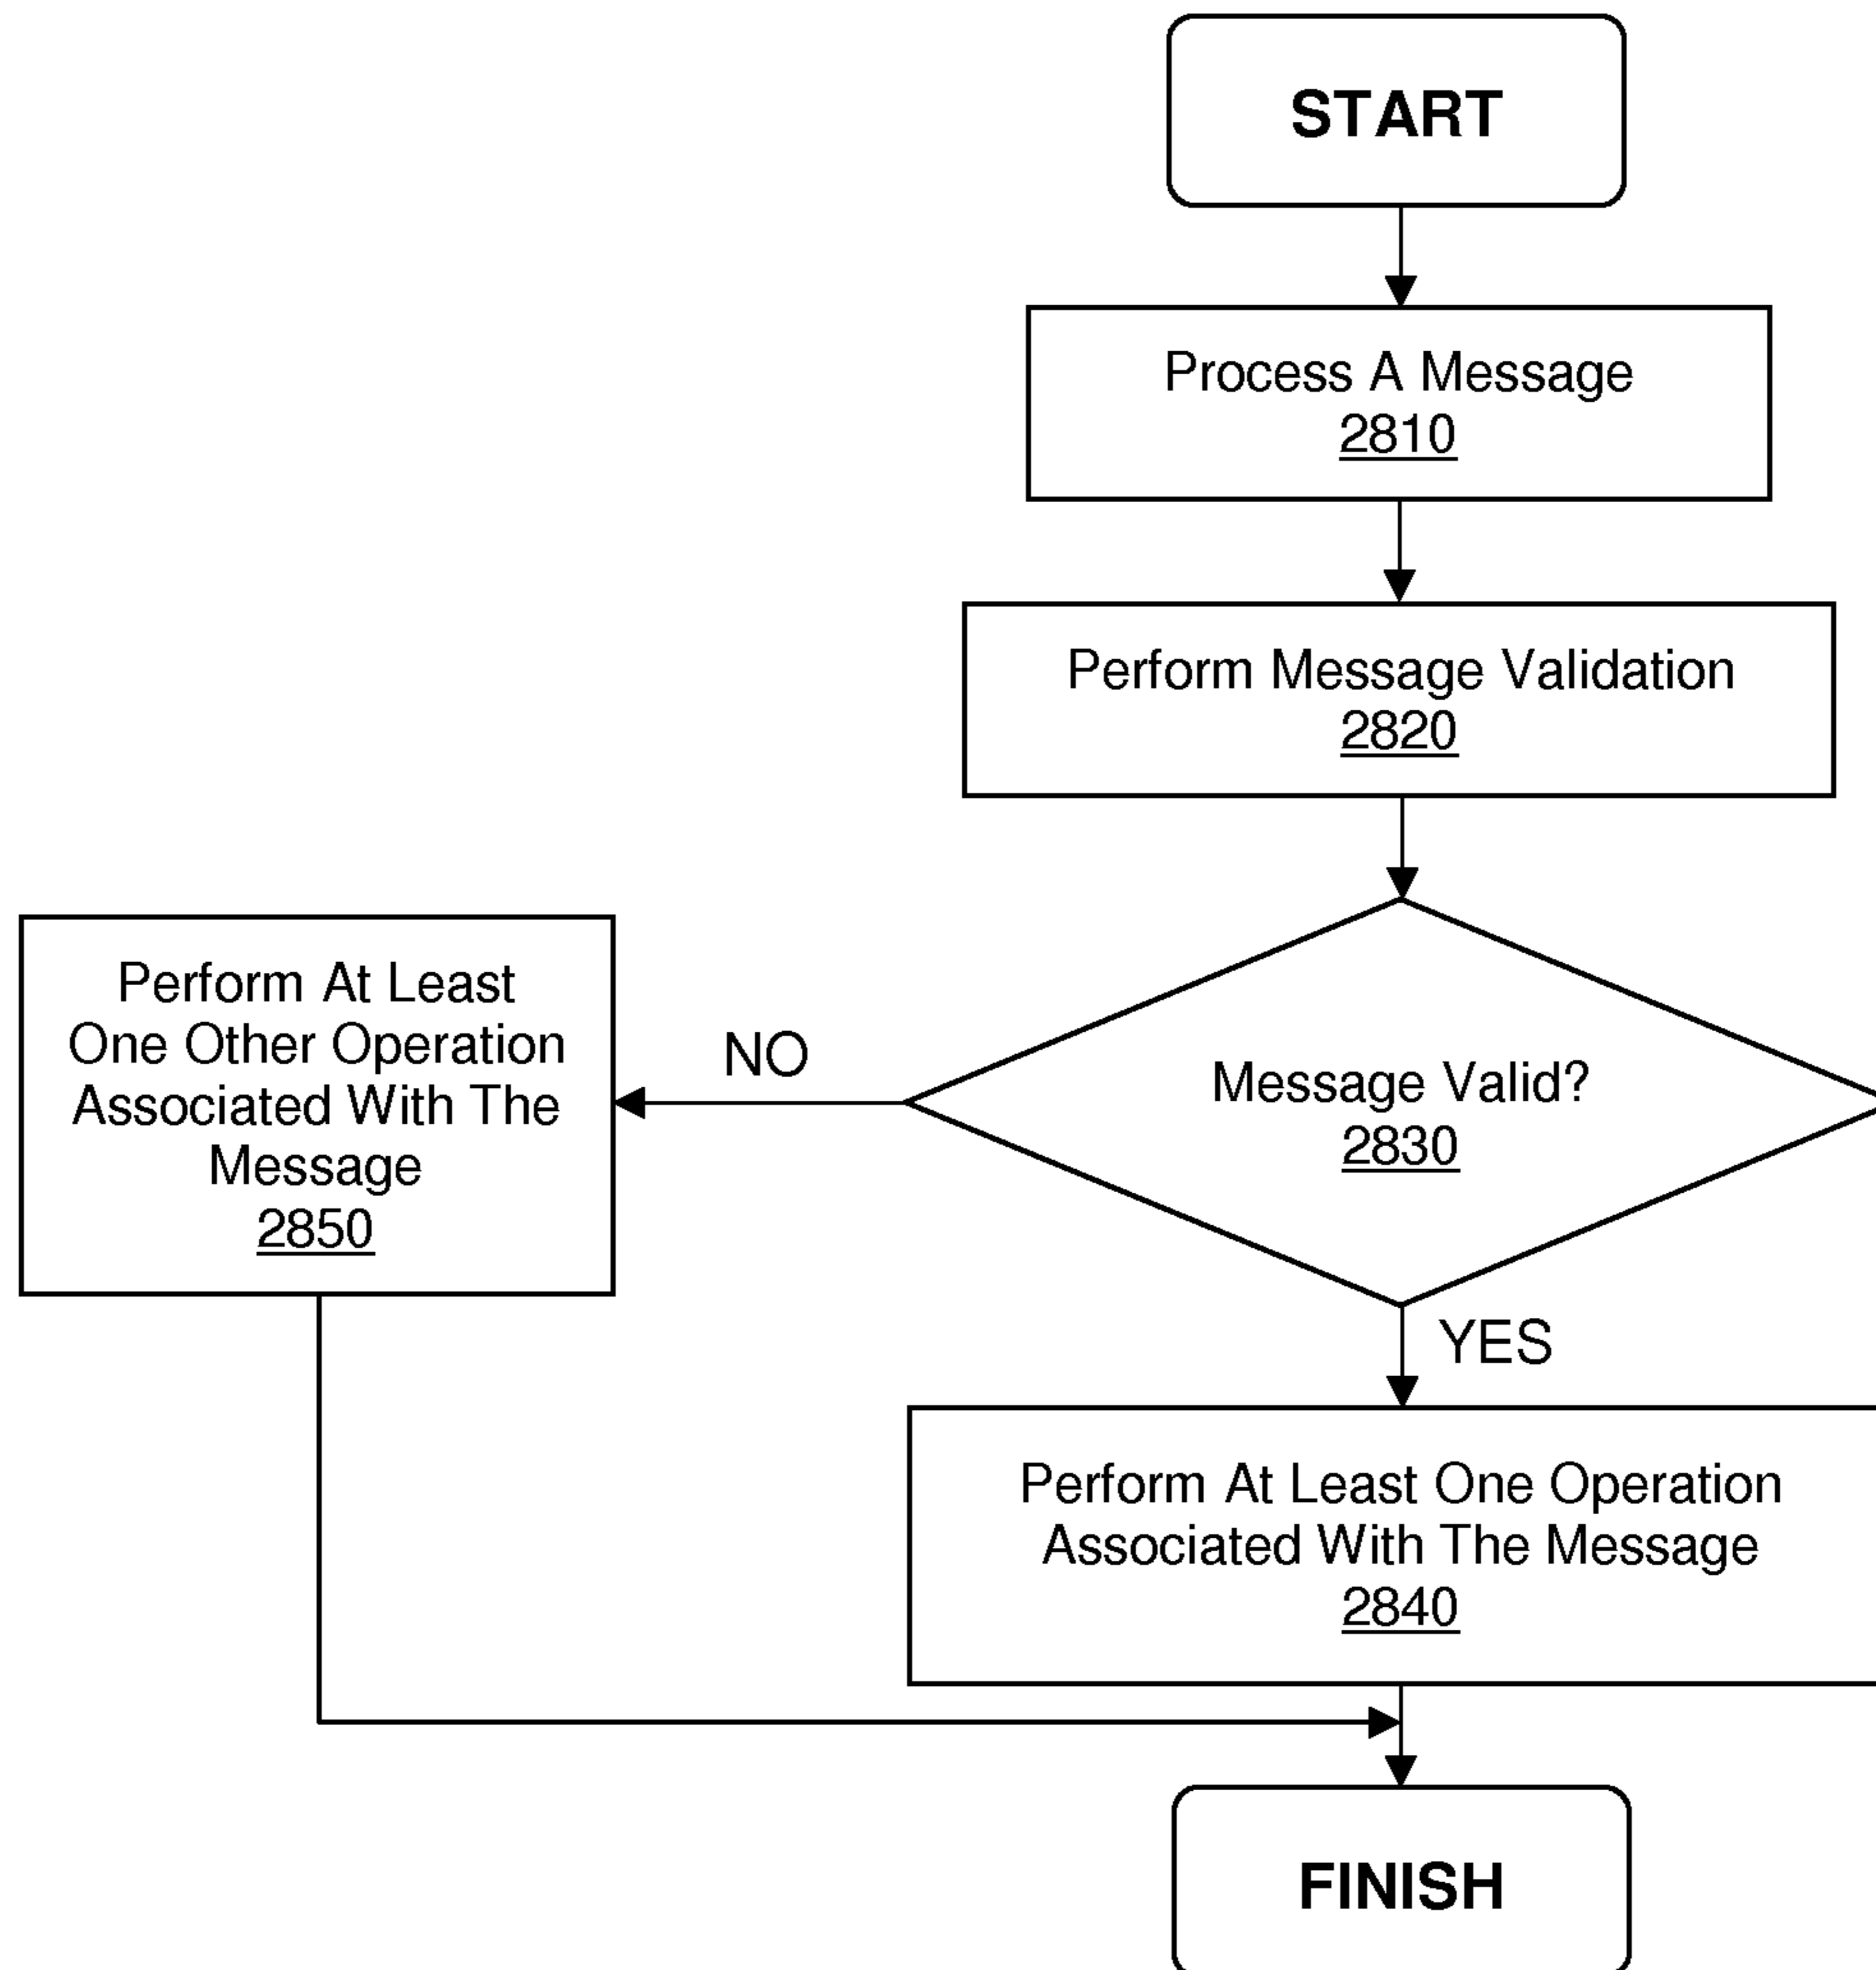 START
Process A Message
2810
Perform Message Validation
2820
Message Valid?
2830
NO
Perform At Least
One Other Operation
Associated With The
Message
2850
YES
Perform At Least One Operation
Associated With The Message
2840
FINISH